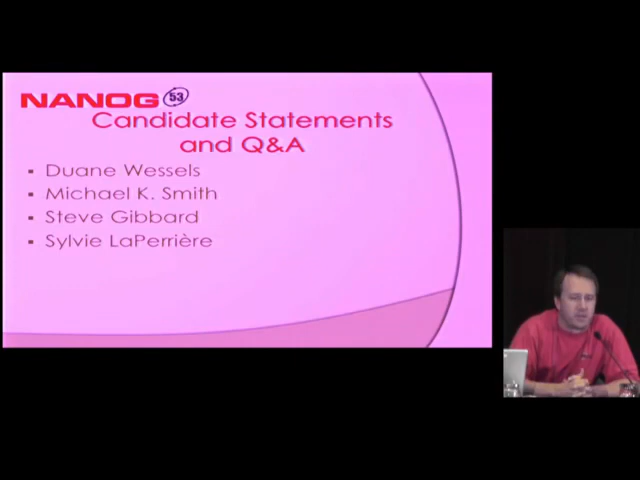 NANOG 53
Candidate Statements
and Q&A
Duane Wessels
Michael K. Smith
Steve Gibbard
Sylvie LaPerrière